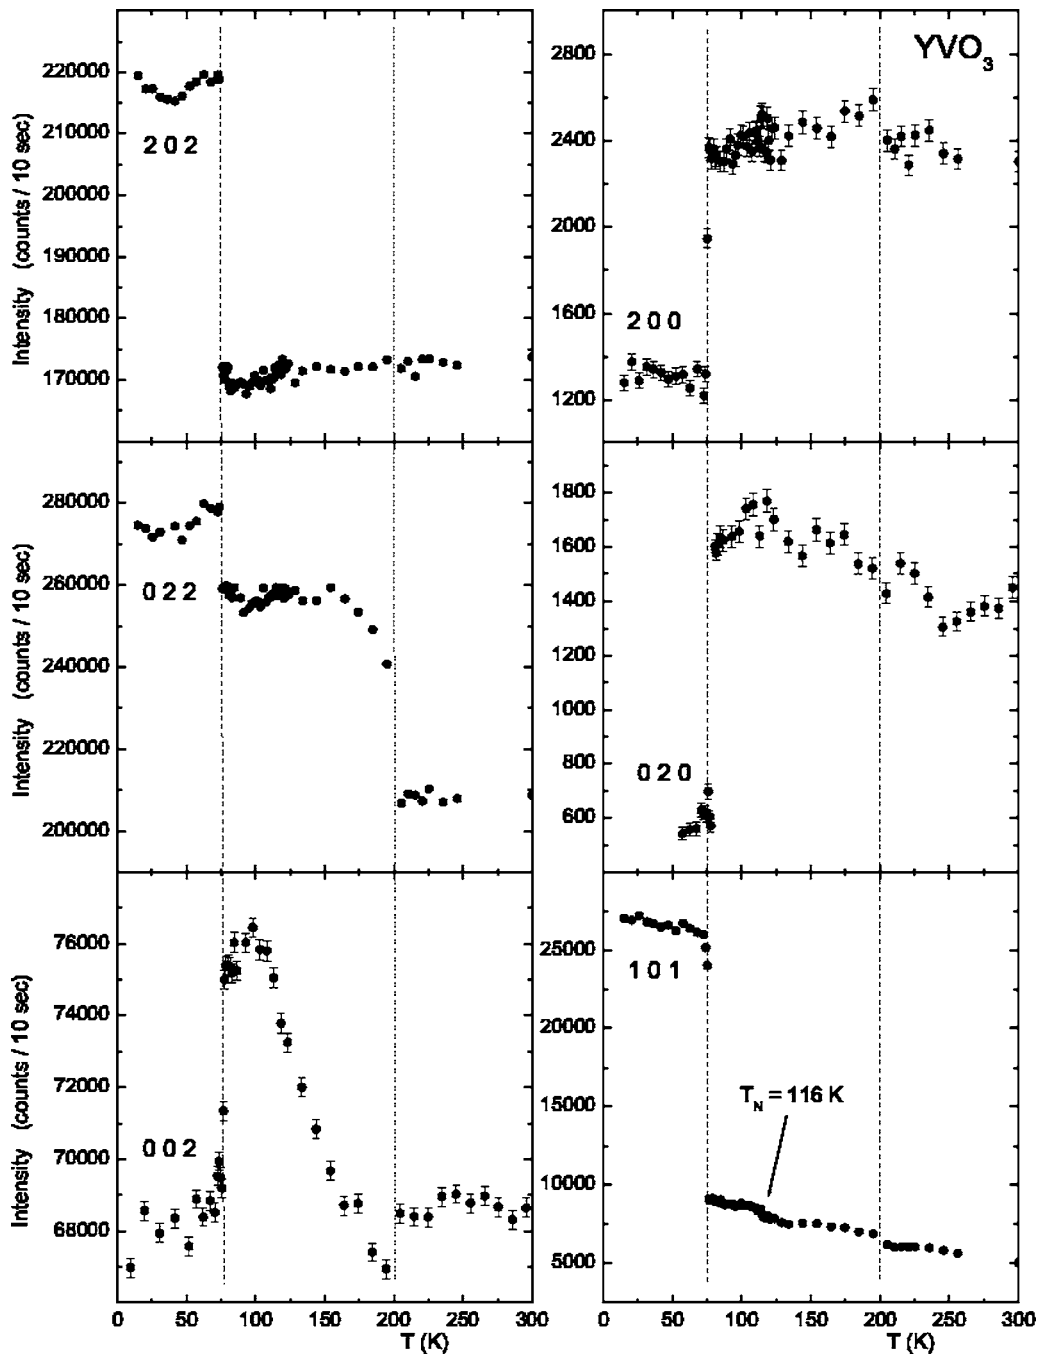 YVO3
Intensity (counts / 10 sec)
220000
210000
200000
190000
180000
170000
2 0 2
2800
2400
2000
1600
1200
2 0 0
Intensity (counts / 10 sec)
280000
260000
240000
220000
200000
0 2 2
1800
1600
1400
1200
1000
800
600
0 2 0
Intensity (counts / 10 sec)
76000
74000
72000
70000
68000
0 0 2
0 50 100 150 200 250 300
T (K)
25000
20000
15000
10000
5000
1 0 1
TN = 116 K
0 50 100 150 200 250 300
T (K)